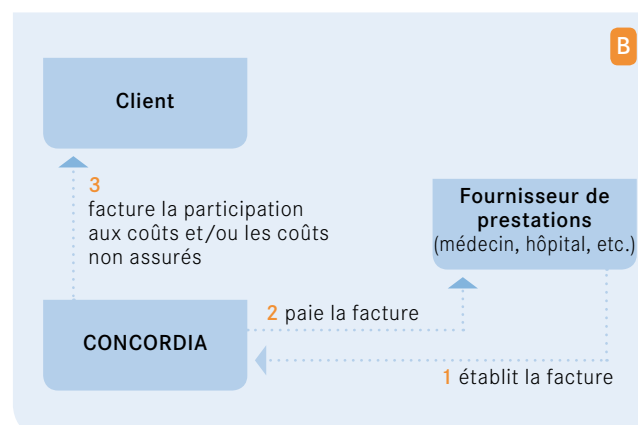 B
Client
3
facture la participation
aux coûts et/ou les coûts
non assurés
Fournisseur de
prestations
(médecin, hôpital, etc.)
2 paie la facture
CONCORDIA
1 établit la facture